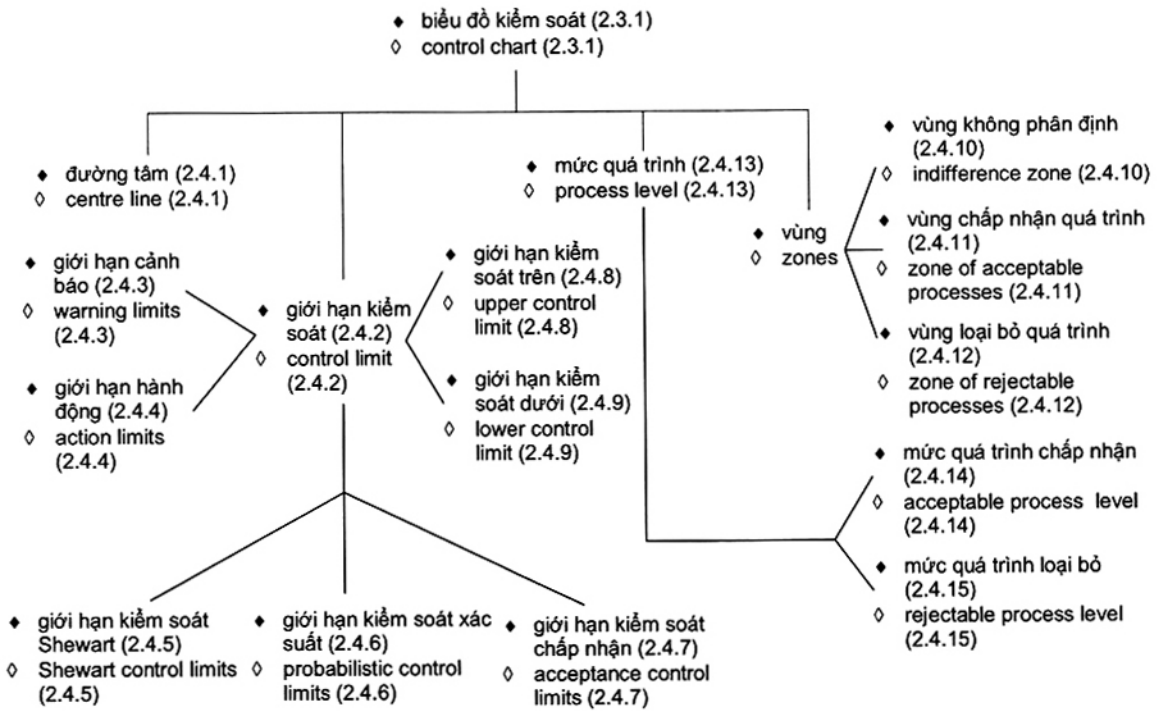 biểu đồ kiểm soát (2.3.1)
control chart (2.3.1)
đường tâm (2.4.1)
centre line (2.4.1)
mức quá trình (2.4.13)
process level (2.4.13)
vùng
zones
vùng không phân định
(2.4.10)
indifference zone (2.4.10)
vùng chấp nhận quá trình
(2.4.11)
zone of acceptable
processes (2.4.11)
vùng loại bỏ quá trình
(2.4.12)
zone of rejectable
processes (2.4.12)
giới hạn cảnh
báo (2.4.3)
warning limits
(2.4.3)
giới hạn hành
động (2.4.4)
action limits
(2.4.4)
giới hạn kiểm
soát (2.4.2)
control limit
(2.4.2)
giới hạn kiểm
soát trên (2.4.8)
upper control
limit (2.4.8)
giới hạn kiểm
soát dưới (2.4.9)
lower control
limit (2.4.9)
mức quá trình chấp nhận
(2.4.14)
acceptable process level
(2.4.14)
mức quá trình loại bỏ
(2.4.15)
rejectable process level
(2.4.15)
giới hạn kiểm soát
Shewart (2.4.5)
Shewart control limits
(2.4.5)
giới hạn kiểm soát xác
suất (2.4.6)
probabilistic control
limits (2.4.6)
giới hạn kiểm soát
chấp nhận (2.4.7)
acceptance control
limits (2.4.7)